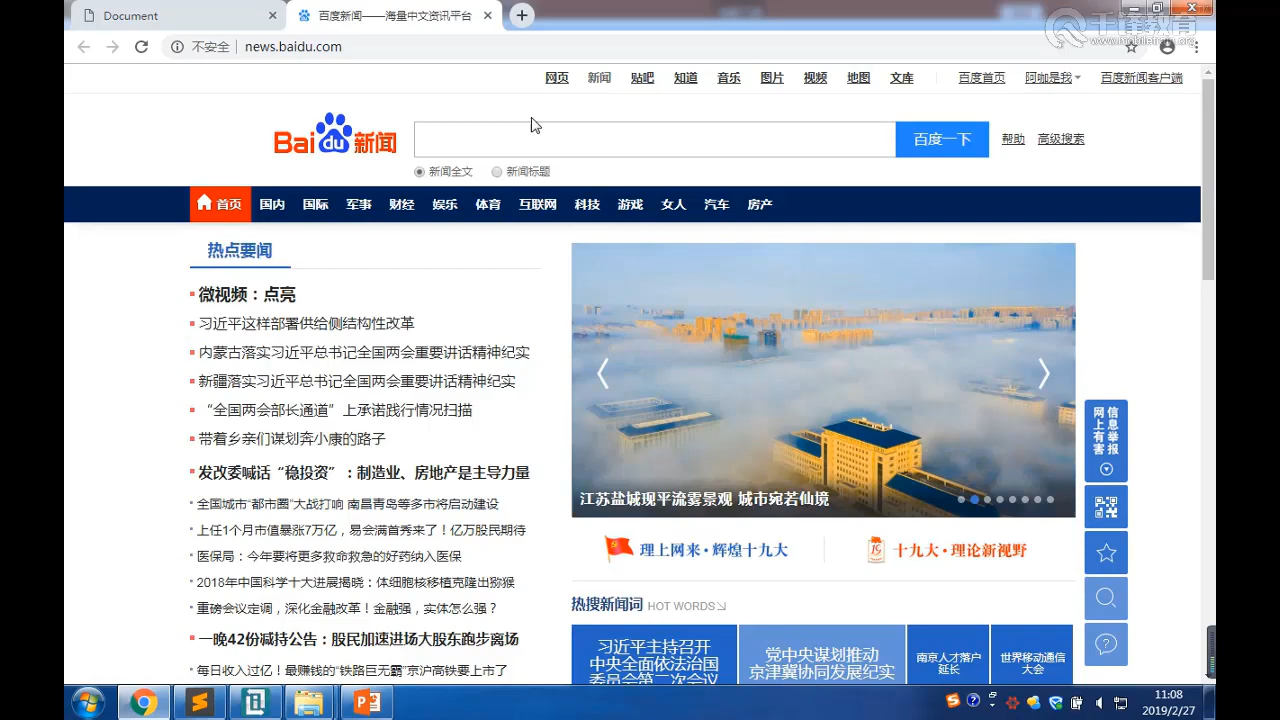 Document
百度新闻——海量中文资讯平台
千锋教育
www.mobiletrain.org
不安全 | news.baidu.com
网页 新闻 贴吧 知道 音乐 图片 视频 地图 文库 百度首页 阿咖是我 百度新闻客户端
Bai du 新闻
百度一下 帮助 高级搜索
新闻全文 新闻标题
首页 国内 国际 军事 财经 娱乐 体育 互联网 科技 游戏 女人 汽车 房产
热点要闻
微视频：点亮
习近平这样部署供给侧结构性改革
内蒙古落实习近平总书记全国两会重要讲话精神纪实
新疆落实习近平总书记全国两会重要讲话精神纪实
“全国两会部长通道”上承诺践行情况扫描
带着乡亲们谋划奔小康的路子
发改委喊话“稳投资”：制造业、房地产是主导力量
全国城市“都市圈”大战打响 南昌青岛等多市将启动建设
上任1个月市值暴涨7万亿，易会满首秀来了！亿万股民期待
医保局：今年要将更多救命救急的好药纳入医保
2018年中国科学十大进展揭晓：体细胞核移植克隆出猕猴
重磅会议定调，深化金融改革！金融强，实体怎么强？
一晚42份减持公告：股民加速进场大股东跑步离场
每日收入过亿！最赚钱的“铁路巨无霸”京沪高铁要上市了
江苏盐城现平流雾景观 城市宛若仙境
网上有害信息举报
理上网来·辉煌十九大
十九大·理论新视野
热搜新闻词 HOT WORDS
习近平主持召开
中央全面依法治国
委员会第二次会议
党中央谋划推动
京津冀协同发展纪实
南京人才落户
延长
世界移动通信
大会
11:08
2019/2/27